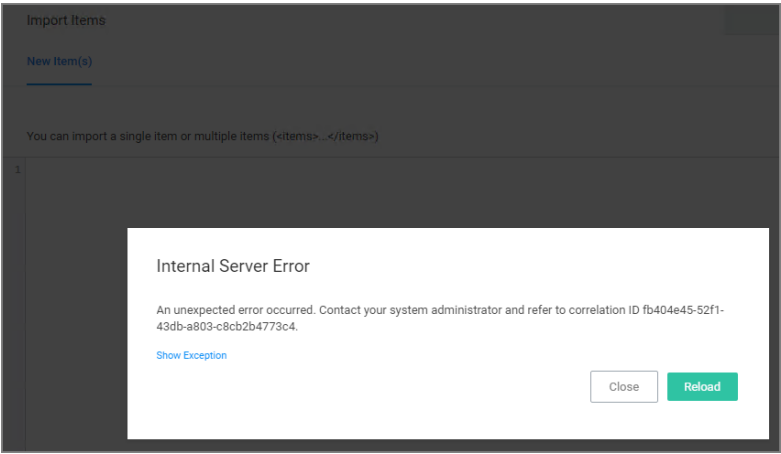 Import Items
New Item(s)
You can import a single item or multiple items (<items>...</items>)
1
Internal Server Error
An unexpected error occurred. Contact your system administrator and refer to correlation ID fb404e45-52f1-
43db-a803-c8cb2b4773c4.
Show Exception
Close Reload